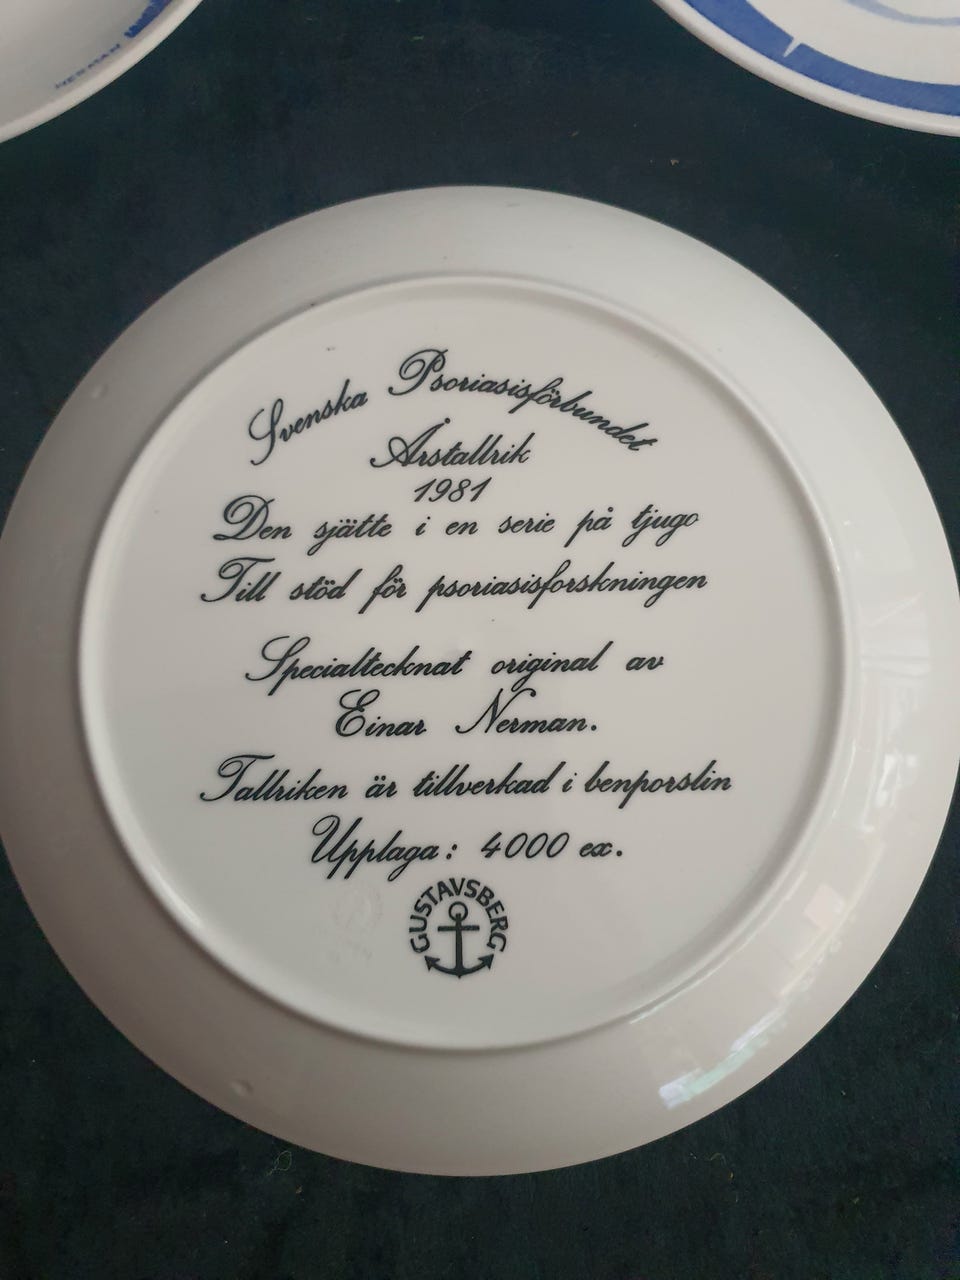 NERMAN
Svenska Psoriasisförbundet
Årstallrik
1981
Den sjätte i en serie på tjugo
Till stöd för psoriasisforskningen
Specialtecknat original av
Einar Nerman.
Tallriken är tillverkad i benporslin
Upplaga: 4000 ex.
GUSTAVSBERG